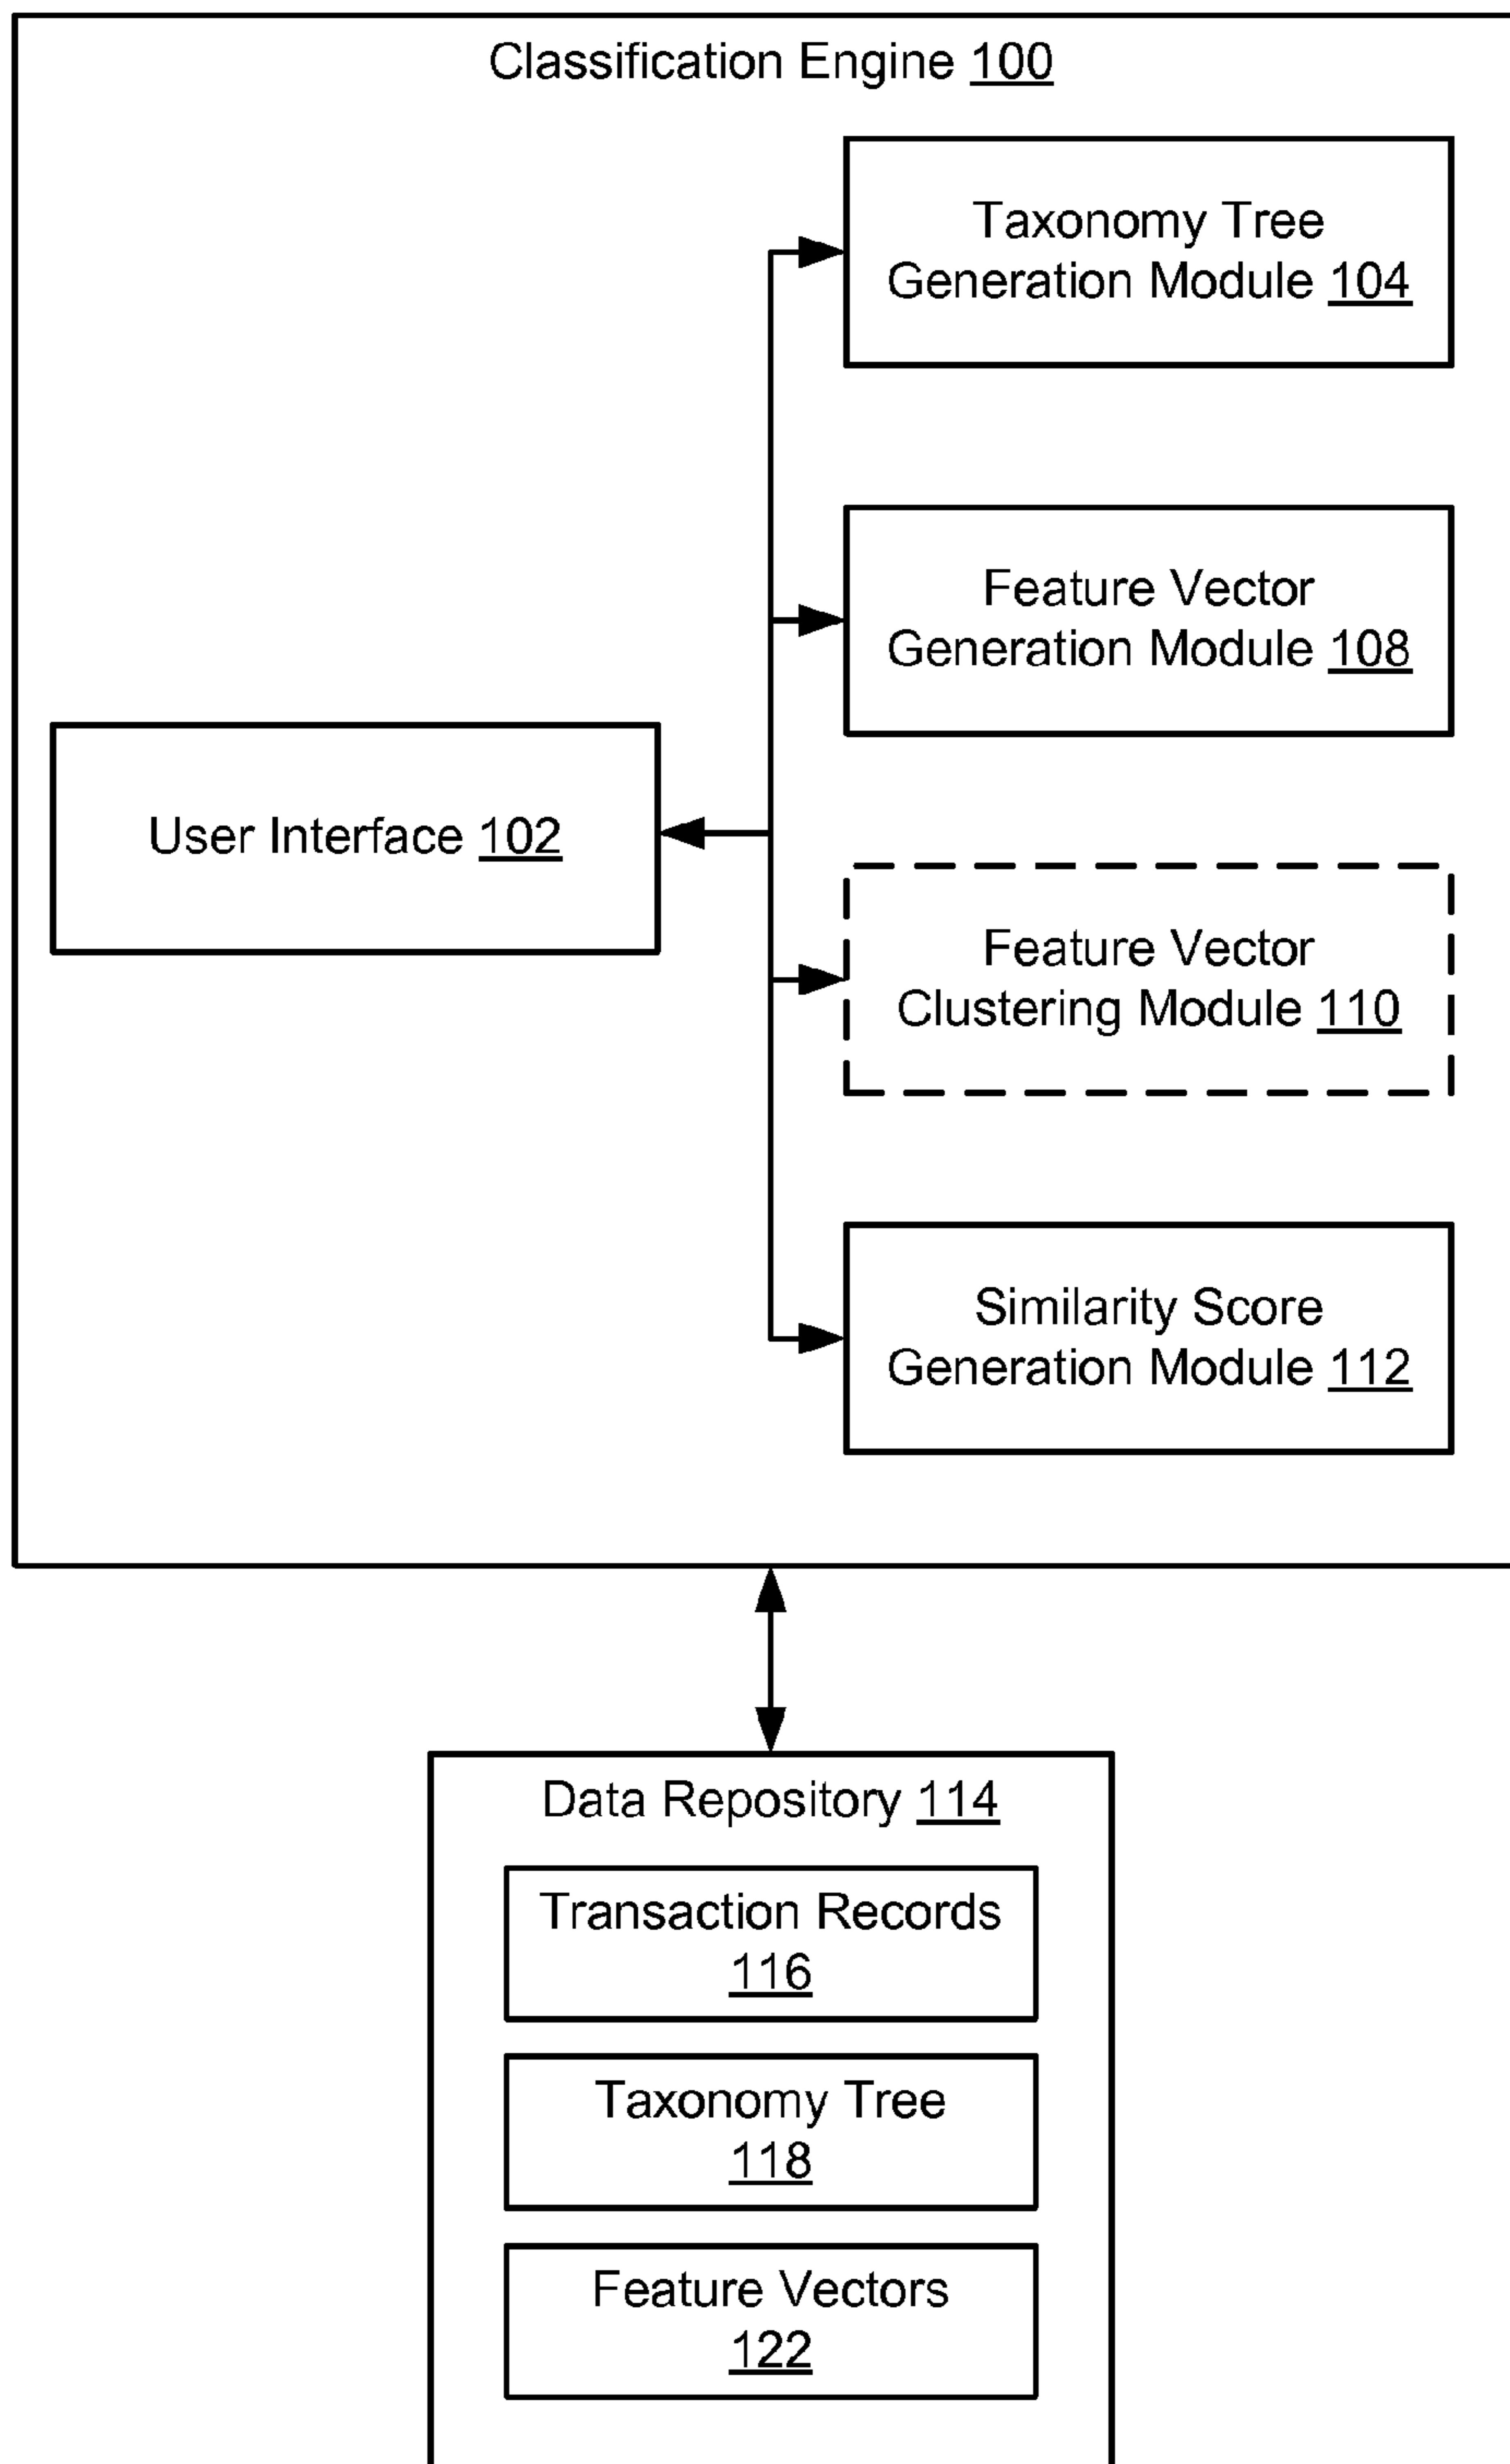 Classification Engine 100
Taxonomy Tree
Generation Module 104
Feature Vector
Generation Module 108
User Interface 102
Feature Vector
Clustering Module 110
Similarity Score
Generation Module 112
Data Repository 114
Transaction Records
116
Taxonomy Tree
118
Feature Vectors
122